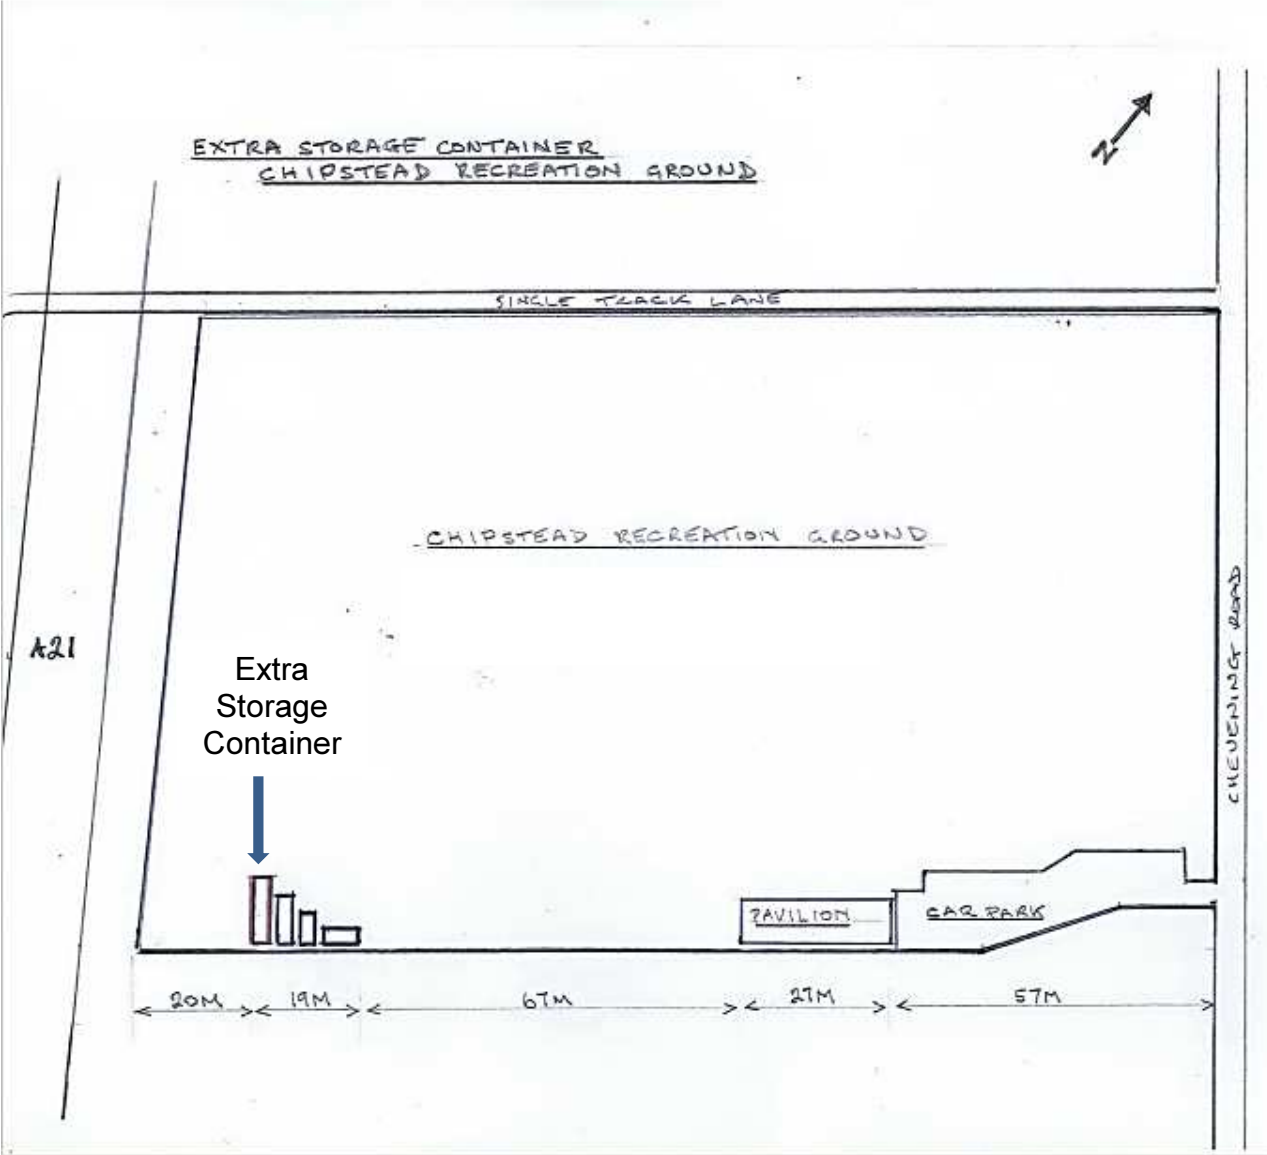 EXTRA STORAGE CONTAINER
CHIPSTEAD RECREATION GROUND
N
SINGLE TRACK LANE
CHIPSTEAD RECREATION GROUND
A21
CHEVENING ROAD
Extra
Storage
Container
PAVILION
CAR PARK
20M
19M
67M
27M
57M